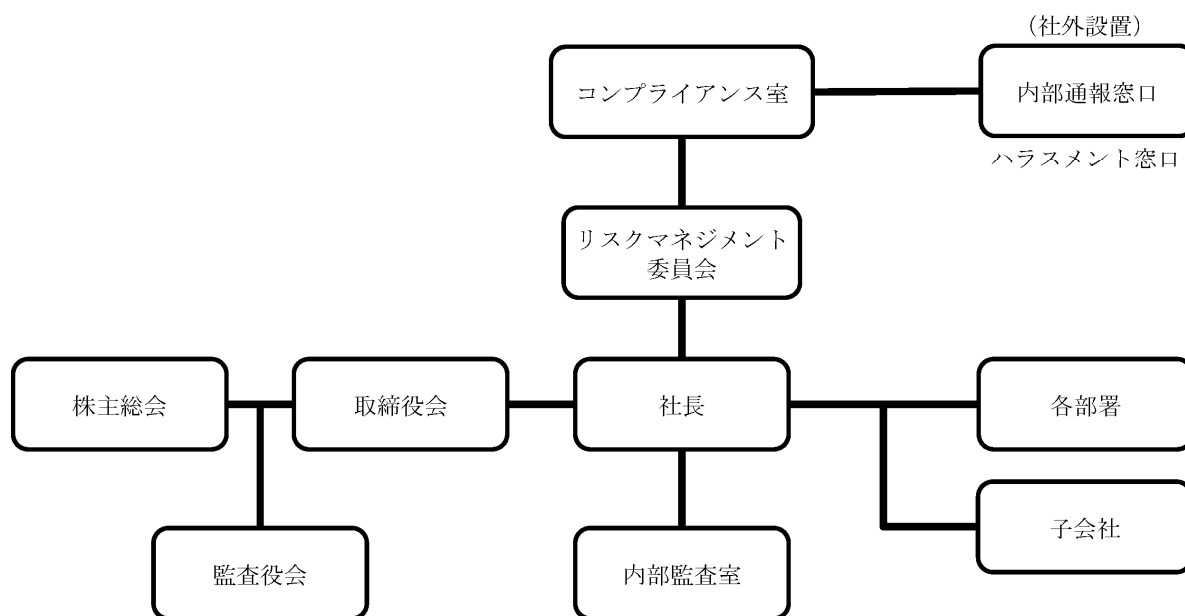 (社外設置)
コンプライアンス室
内部通報窓口
ハラスメント窓口
リスクマネジメント
委員会
株主総会
取締役会
社長
各部署
子会社
監査役会
内部監査室